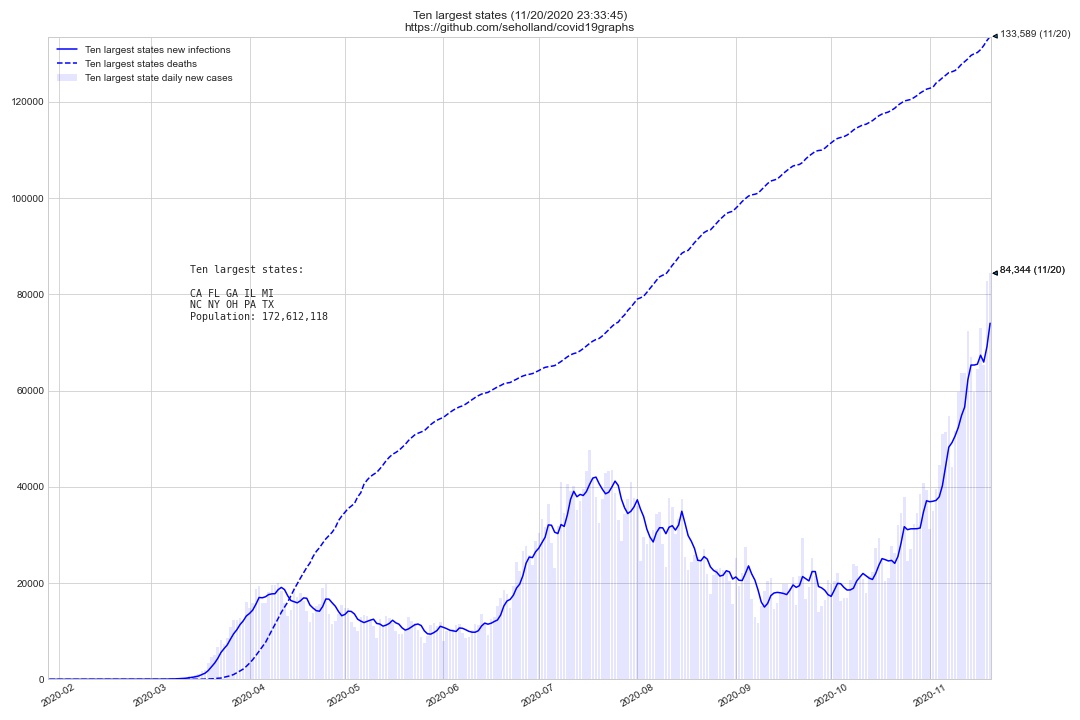 Ten largest states (11/20/2020 23:33:45)
https://github.com/seholland/covid19graphs
Ten largest states new infections
Ten largest states deaths
Ten largest state daily new cases
133,589 (11/20)
120000
100000
Ten largest states:
84,344 (11/20)
CA FL GA IL MI
80000
NC NY OH PA TX
Population: 172,612,118
60000
40000
20000
0
2020-02
2020-03
2020-04
2020-05
2020-06
2020-07
2020-08
2020-09
2020-10
2020-11